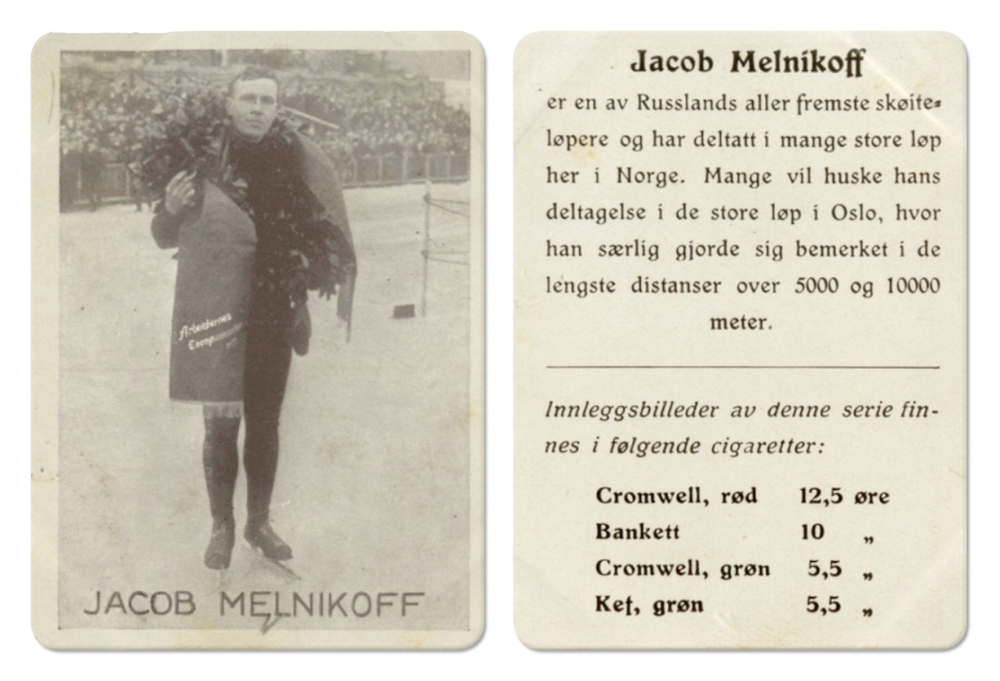 Arbeidernes
JACOB MELNIKOFF
Jacob Melnikoff
er en av Russlands aller fremste skøite-
løpere og har deltatt i mange store løp
her i Norge. Mange vil huske hans
deltagelse i de store løp i Oslo, hvor
han særlig gjorde sig bemerket i de
lengste distanser over 5000 og 10000
meter.
Innleggsbilleder av denne serie fin-
nes i følgende cigaretter:
Cromwell, rød 12,5 øre
Bankett 10 „
Cromwell, grøn 5,5 „
Kef, grøn 5,5 „